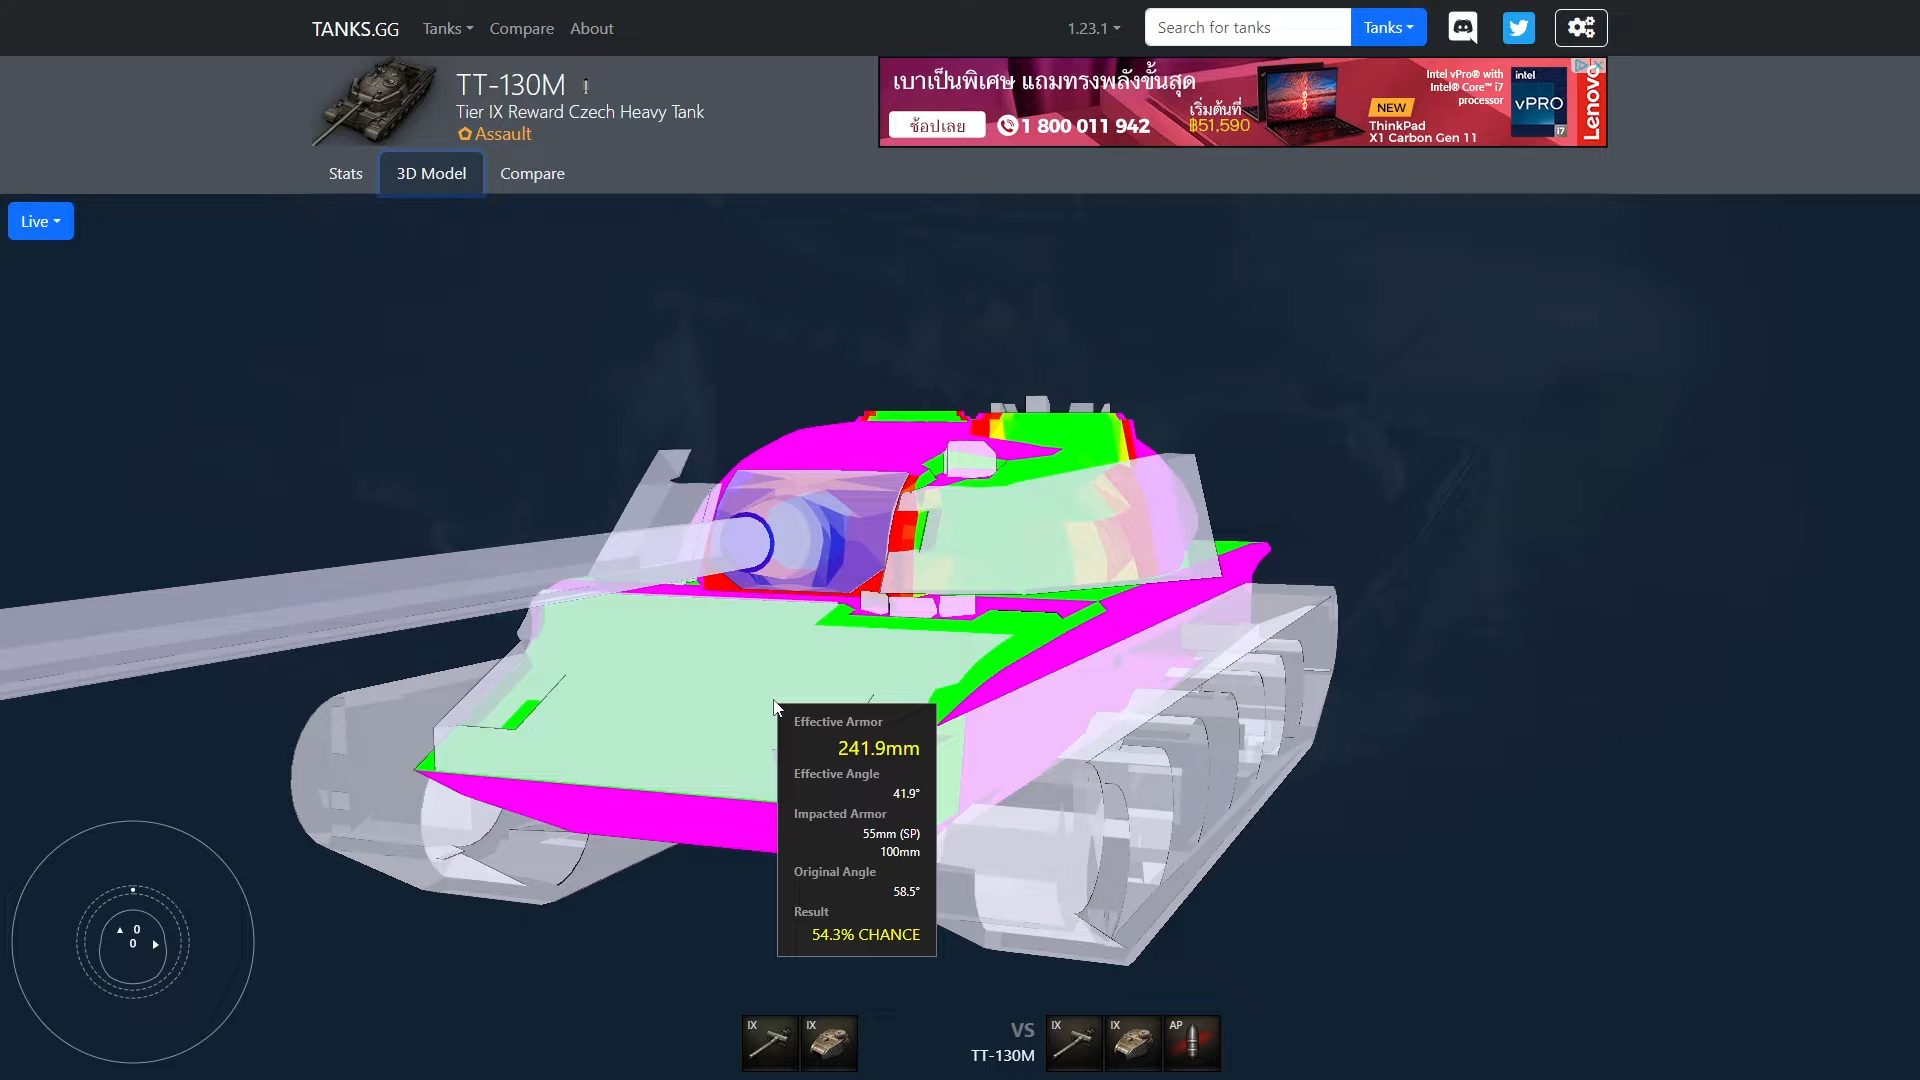 TANKS.GG
Tanks
Compare
About
1.23.1
Search for tanks
Tanks
TT-130M
Tier IX Reward Czech Heavy Tank
Assault
เบาเป็นพิเศษ แถมทรงพลังขั้นสุด
ช้อปเลย
1 800 011 942
เริ่มต้นที่
฿51,590
Intel vPro® with
Intel® Core™ i7
processor
NEW
ThinkPad
X1 Carbon Gen 11
intel
vPRO
i7
Lenovo
Stats
3D Model
Compare
Live
Effective Armor
241.9mm
Effective Angle
41.9°
Impacted Armor
55mm (SP)
100mm
Original Angle
58.5°
Result
54.3% CHANCE
0
0
IX
IX
VS
TT-130M
IX
IX
AP